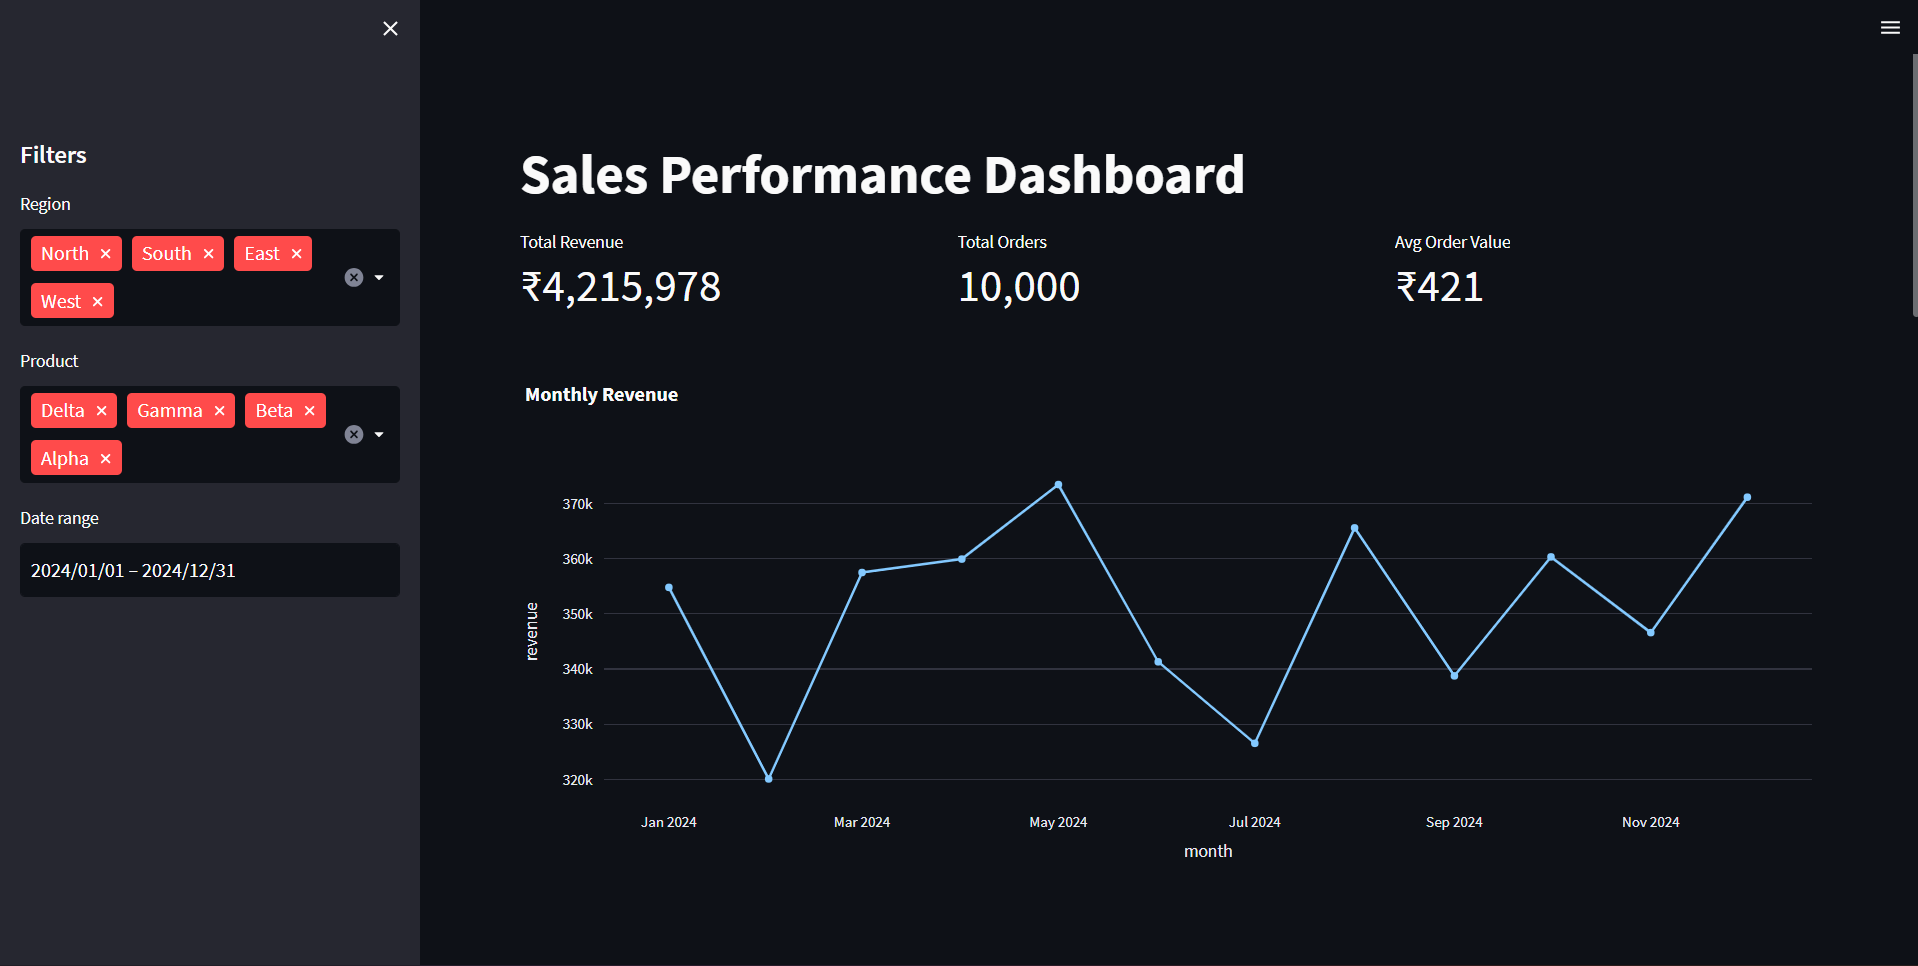 Filters
Region
North
South
East
West
Product
Delta
Gamma
Beta
Alpha
Date range
2024/01/01 – 2024/12/31
Sales Performance Dashboard
Total Revenue
₹4,215,978
Total Orders
10,000
Avg Order Value
₹421
Monthly Revenue
370k
360k
350k
340k
330k
320k
revenue
Jan 2024
Mar 2024
May 2024
Jul 2024
Sep 2024
Nov 2024
month